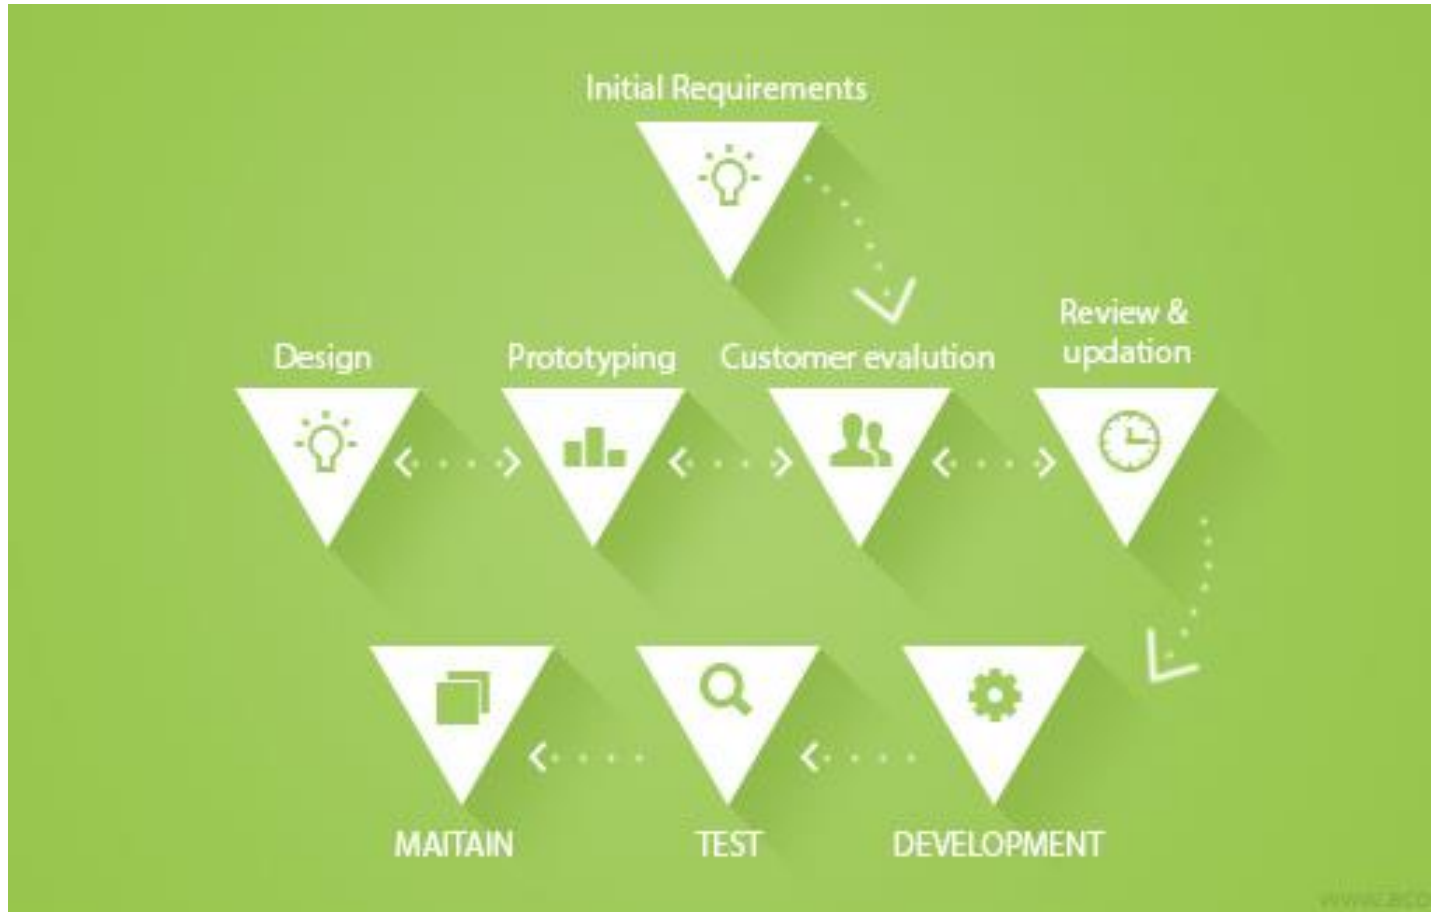 Initial Requirements
Review &
updation
Design
Prototyping
Customer evalution
MAITAIN
TEST
DEVELOPMENT